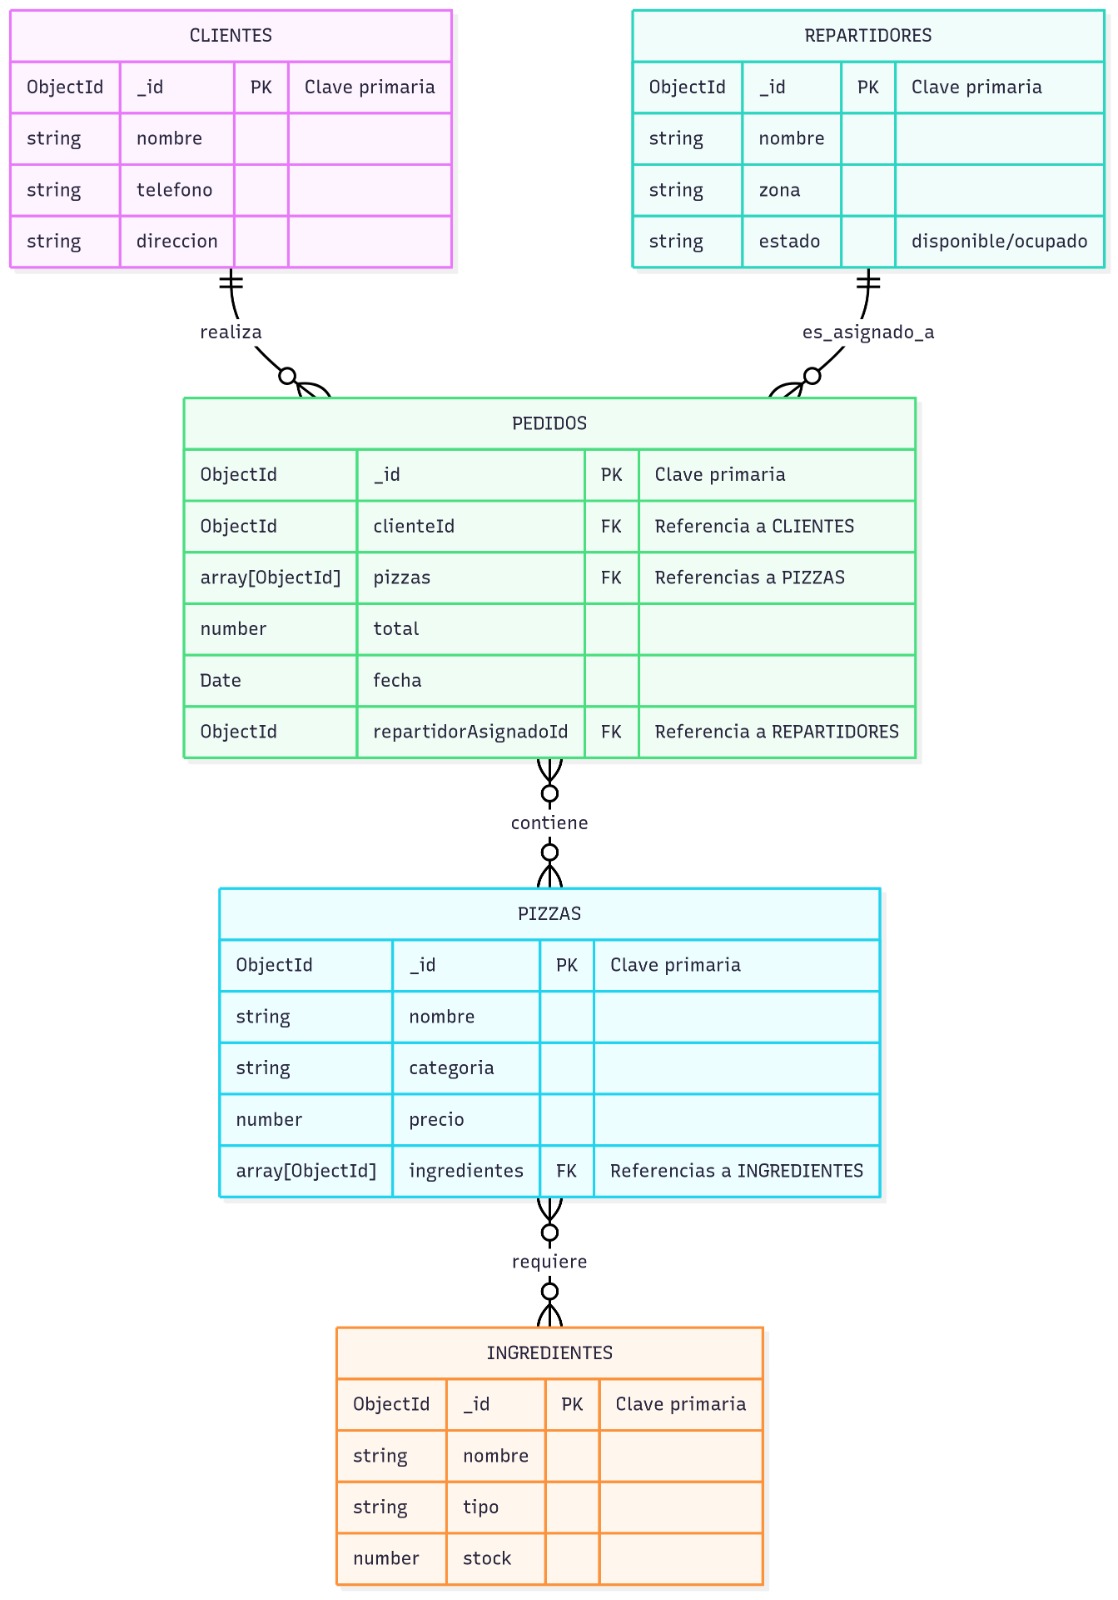 CLIENTES
ObjectId _id PK Clave primaria
string nombre
string telefono
string direccion
REPARTIDORES
ObjectId _id PK Clave primaria
string nombre
string zona
string estado disponible/ocupado
realiza
es_asignado_a
PEDIDOS
ObjectId _id PK Clave primaria
ObjectId clienteId FK Referencia a CLIENTES
array[ObjectId] pizzas FK Referencias a PIZZAS
number total
Date fecha
ObjectId repartidorAsignadoId FK Referencia a REPARTIDORES
contiene
PIZZAS
ObjectId _id PK Clave primaria
string nombre
string categoria
number precio
array[ObjectId] ingredientes FK Referencias a INGREDIENTES
requiere
INGREDIENTES
ObjectId _id PK Clave primaria
string nombre
string tipo
number stock